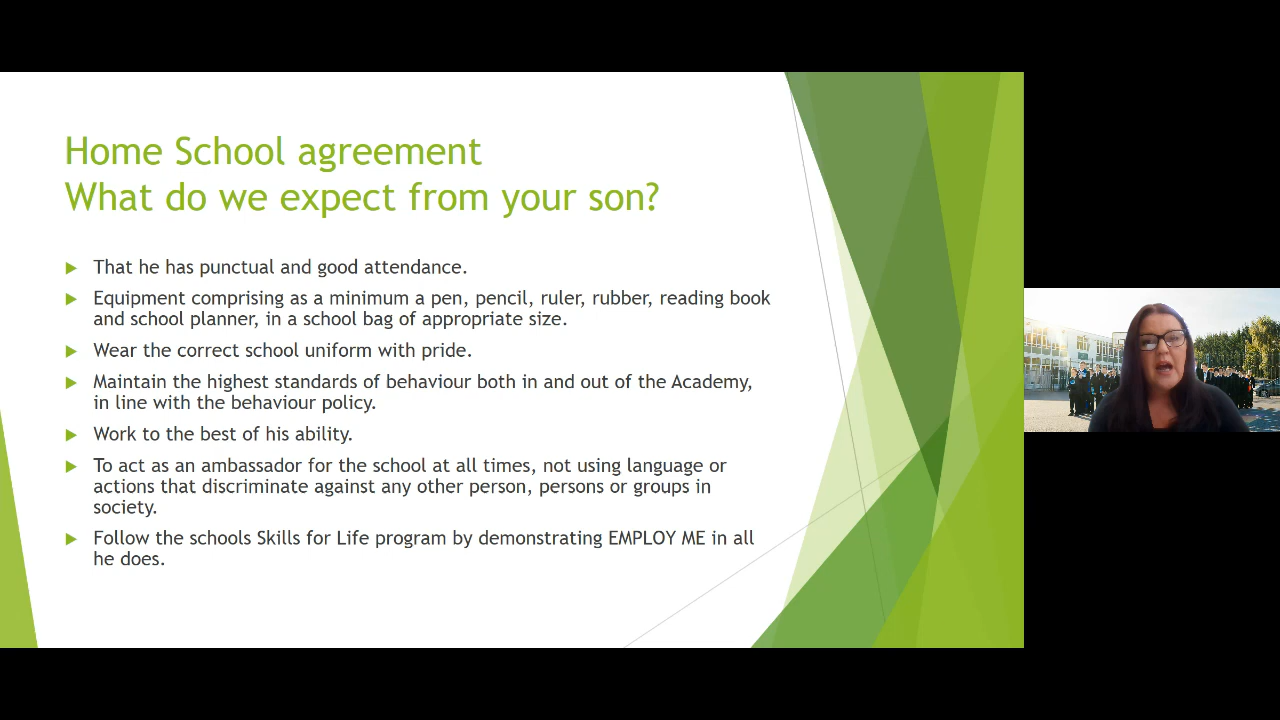 Home School agreement
What do we expect from your son?
That he has punctual and good attendance.
Equipment comprising as a minimum a pen, pencil, ruler, rubber, reading book
and school planner, in a school bag of appropriate size.
Wear the correct school uniform with pride.
Maintain the highest standards of behaviour both in and out of the Academy,
in line with the behaviour policy.
Work to the best of his ability.
To act as an ambassador for the school at all times, not using language or
actions that discriminate against any other person, persons or groups in
society.
Follow the schools Skills for Life program by demonstrating EMPLOY ME in all
he does.